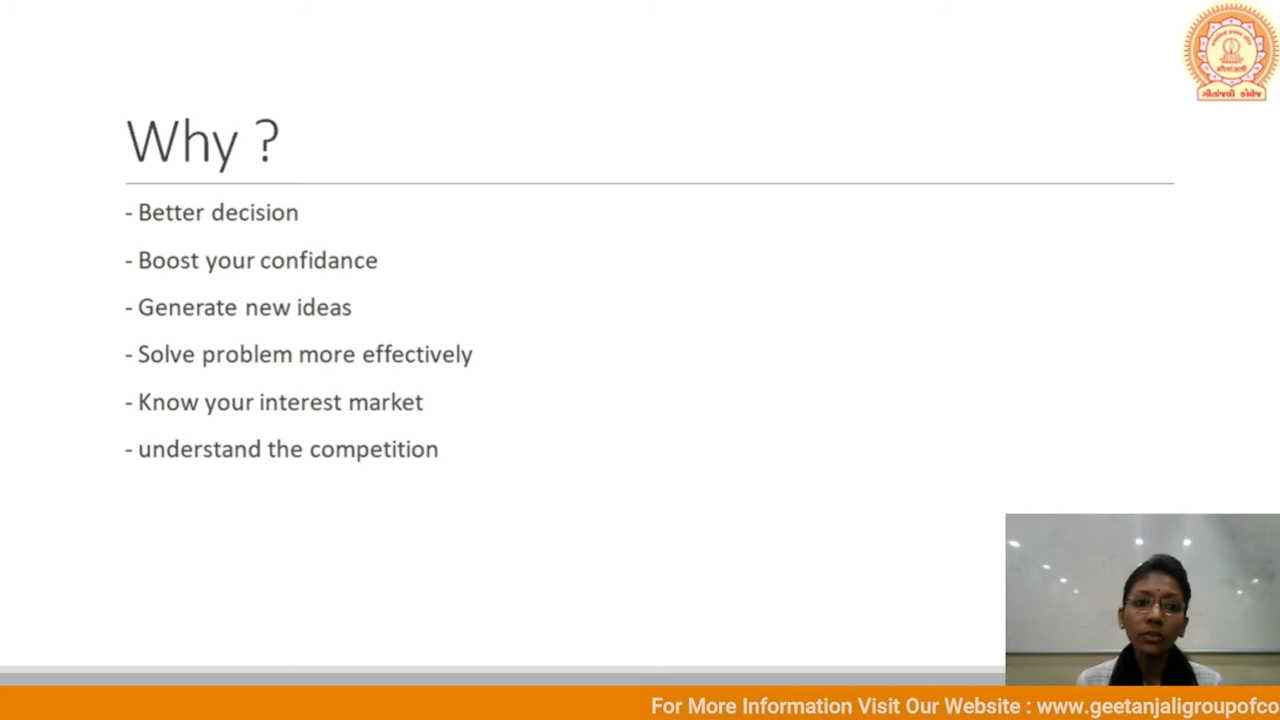 Why ?
- Better decision
- Boost your confidance
- Generate new ideas
- Solve problem more effectively
- Know your interest market
- understand the competition
ગીતાંજલી કોલેજ
For More Information Visit Our Website : www.geetanjaligroupofco